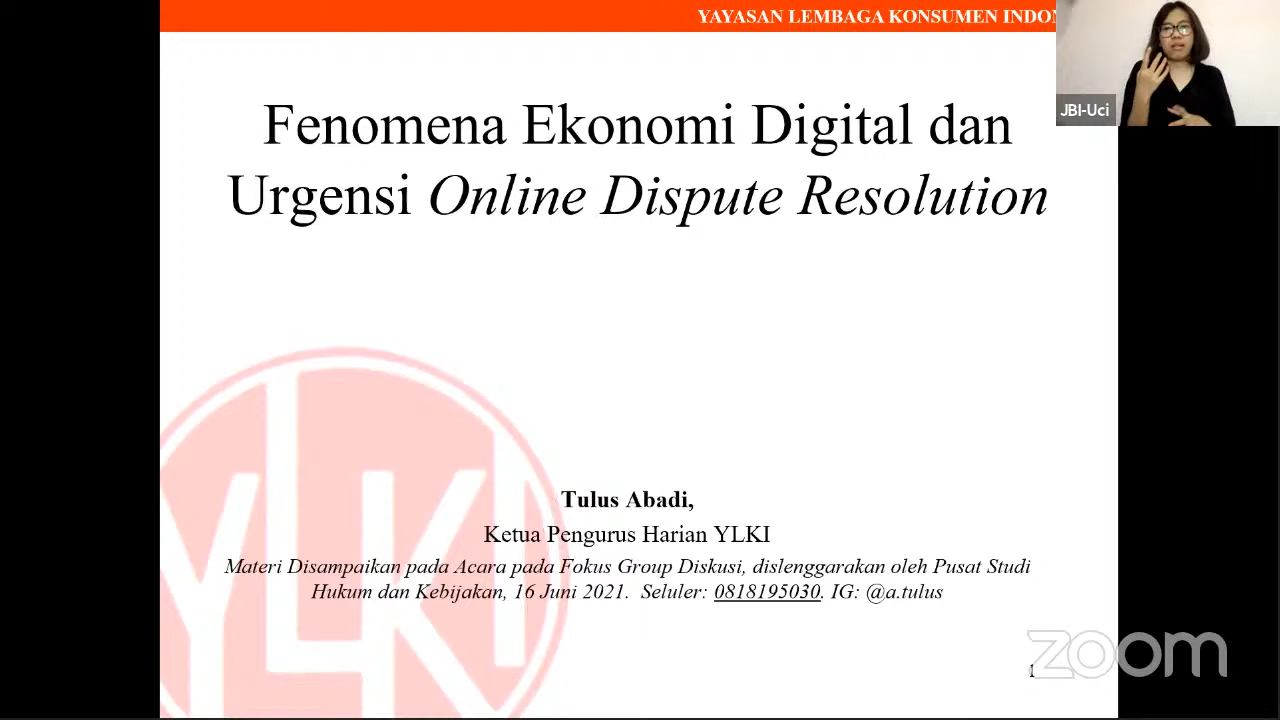 YAYASAN LEMBAGA KONSUMEN
JBI-Uci
Fenomena Ekonomi Digital dan
Urgensi Online Dispute Resolution
YLKI
Tulus Abadi,
Ketua Pengurus Harian YLKI
Materi Disampaikan pada Acara pada Fokus Group Diskusi, dislenggarakan oleh Pusat Studi
Hukum dan Kebijakan, 16 Juni 2021. Seluler: 0818195030. IG: @a.tulus
zoom
1